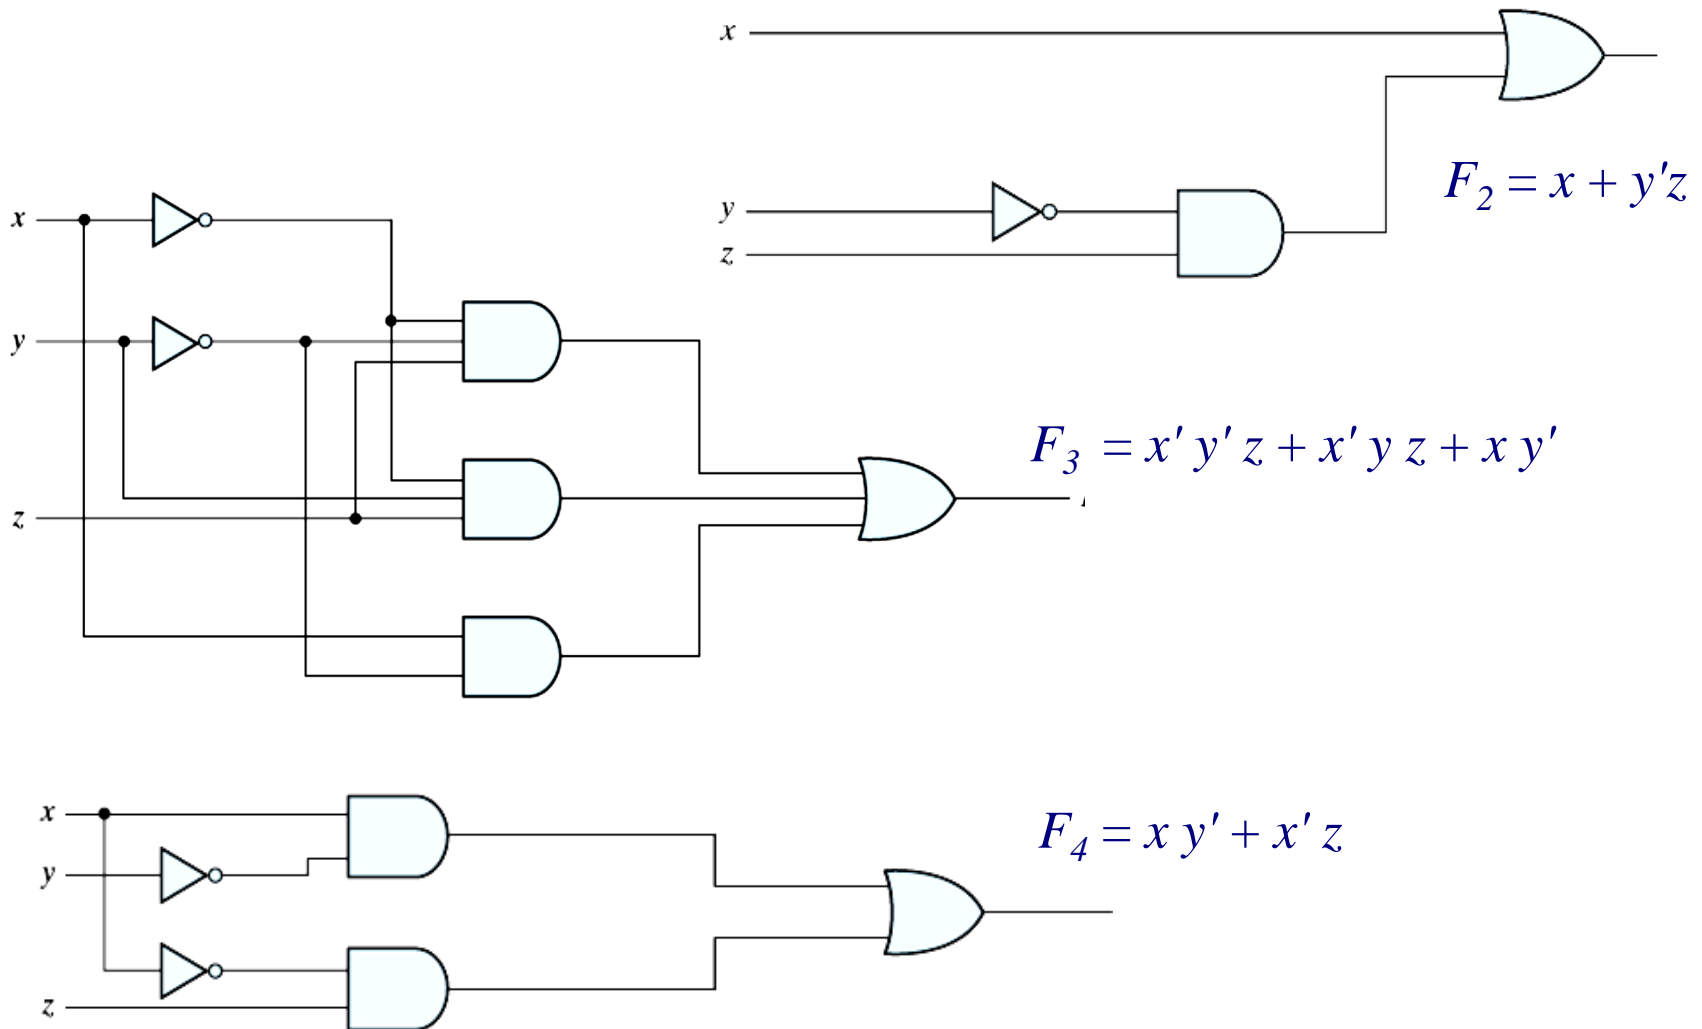 x
F₂ = x + y′z
y
z
x
y
z
F₃ = x′ y′ z + x′ y z + x y′
x
y
z
F₄ = x y′ + x′ z